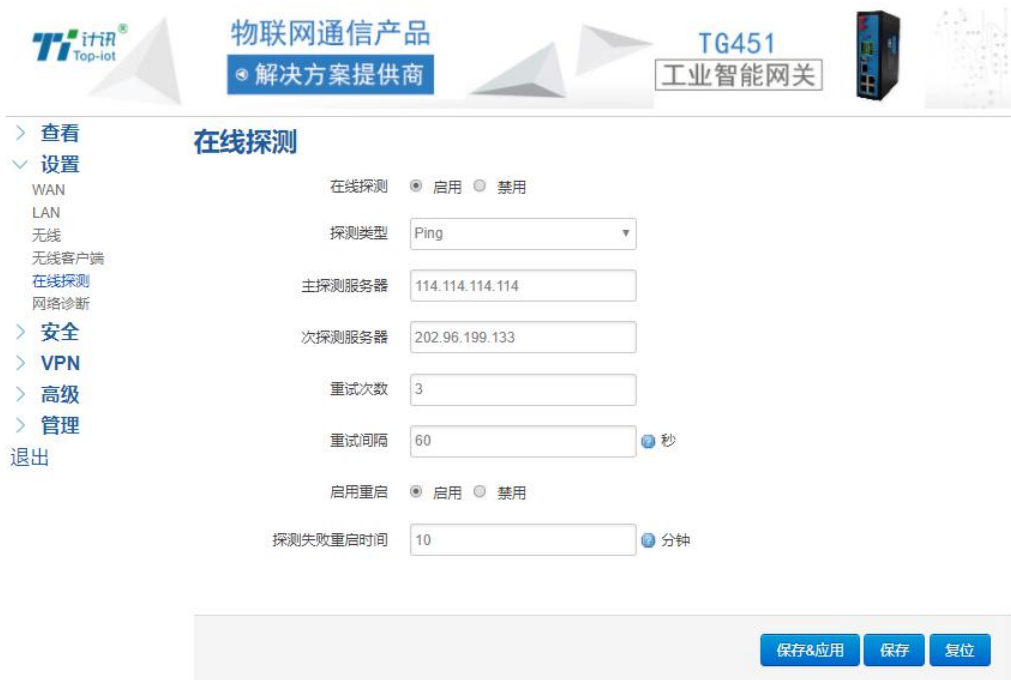 Ti 计讯®
Top-iot
物联网通信产品
解决方案提供商
TG451
工业智能网关
查看
设置
WAN
LAN
无线
无线客户端
在线探测
网络诊断
安全
VPN
高级
管理
退出
在线探测
在线探测 启用 禁用
探测类型 Ping
主探测服务器 114.114.114.114
次探测服务器 202.96.199.133
重试次数 3
重试间隔 60 秒
启用重启 启用 禁用
探测失败重启时间 10 分钟
保存&应用 保存 复位